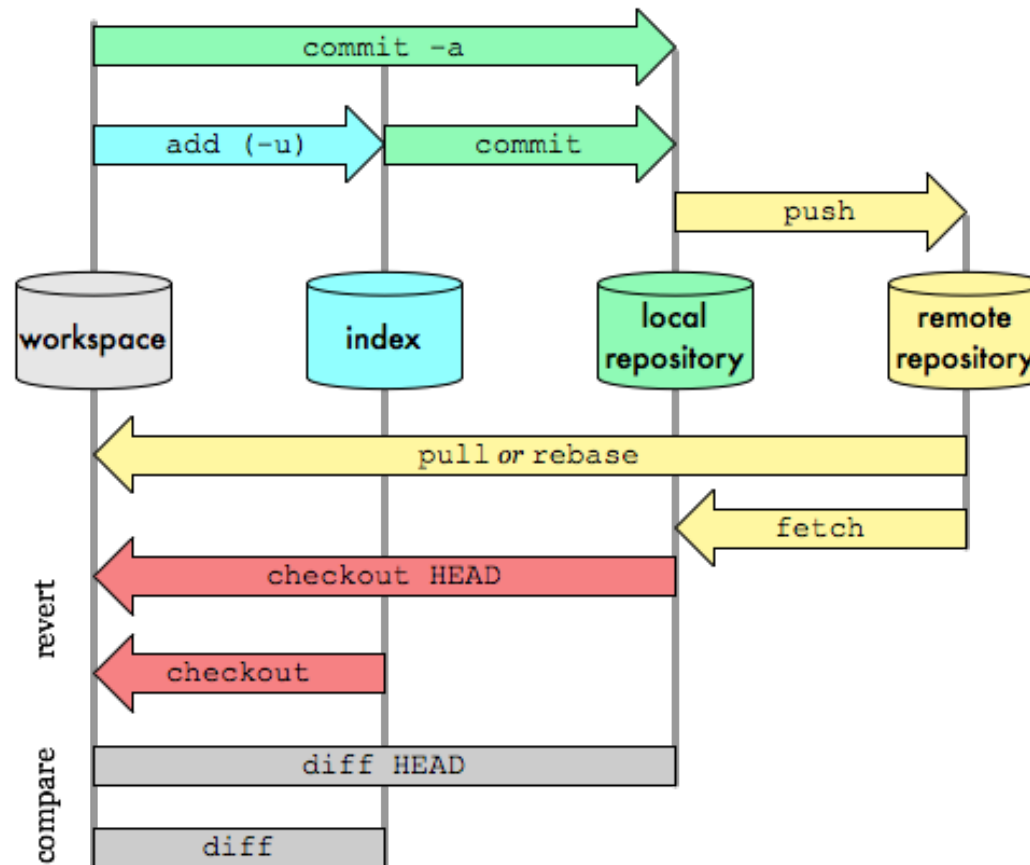 commit -a
add (-u)
commit
push
workspace
index
local
repository
remote
repository
pull or rebase
fetch
checkout HEAD
revert
checkout
diff HEAD
compare
diff